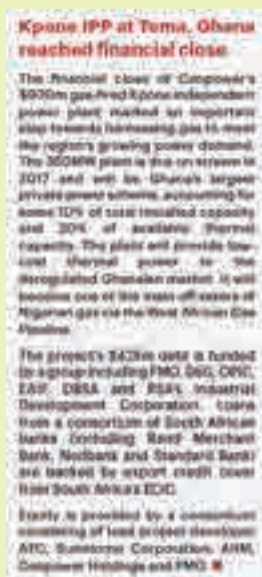 Kpone IPP at Tema, Ghana
reached financial close
The financial close of Cenpower's
$900m gas-fired Kpone independent
power plant marked an important
step towards harnessing gas to meet
the region's growing power demand.
The 350MW plant is due on stream in
2017 and will be Ghana's largest
private power scheme, accounting for
some 10% of total installed capacity
and 20% of available thermal
capacity. The plant will provide low-
cost thermal power to the
deregulated Ghanaian market. It will
become one of the main off-takers of
Nigerian gas via the West African Gas
Pipeline.
The project's debt is funded
by a group including FMO, DEG, OPIC,
EAIF, DBSA and RSA's Industrial
Development Corporation. Loans
from a consortium of South African
banks (including Rand Merchant
Bank, Nedbank and Standard Bank)
are backed by export credit cover
from South Africa's ECIC.
Equity is provided by a consortium
consisting of lead project developer
AFC, Sumitomo Corporation, AIIM,
Cenpower Holdings and FMO.